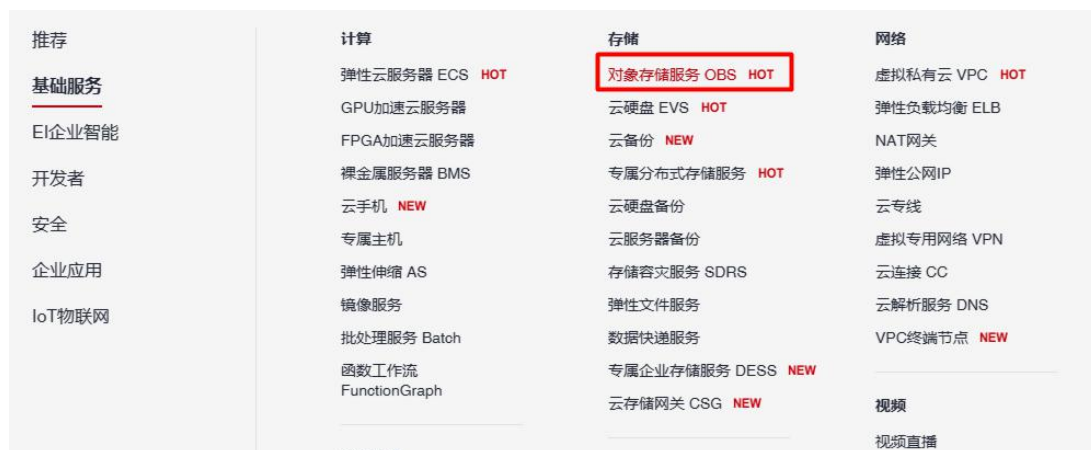 推荐
基础服务
EI企业智能
开发者
安全
企业应用
IoT物联网
计算
弹性云服务器 ECS HOT
GPU加速云服务器
FPGA加速云服务器
裸金属服务器 BMS
云手机 NEW
专属主机
弹性伸缩 AS
镜像服务
批处理服务 Batch
函数工作流
FunctionGraph
存储
对象存储服务 OBS HOT
云硬盘 EVS HOT
云备份 NEW
专属分布式存储服务 HOT
云硬盘备份
云服务器备份
存储容灾服务 SDRS
弹性文件服务
数据快递服务
专属企业存储服务 DESS NEW
云存储网关 CSG NEW
网络
虚拟私有云 VPC HOT
弹性负载均衡 ELB
NAT网关
弹性公网IP
云专线
虚拟专用网络 VPN
云连接 CC
云解析服务 DNS
VPC终端节点 NEW
视频
视频直播